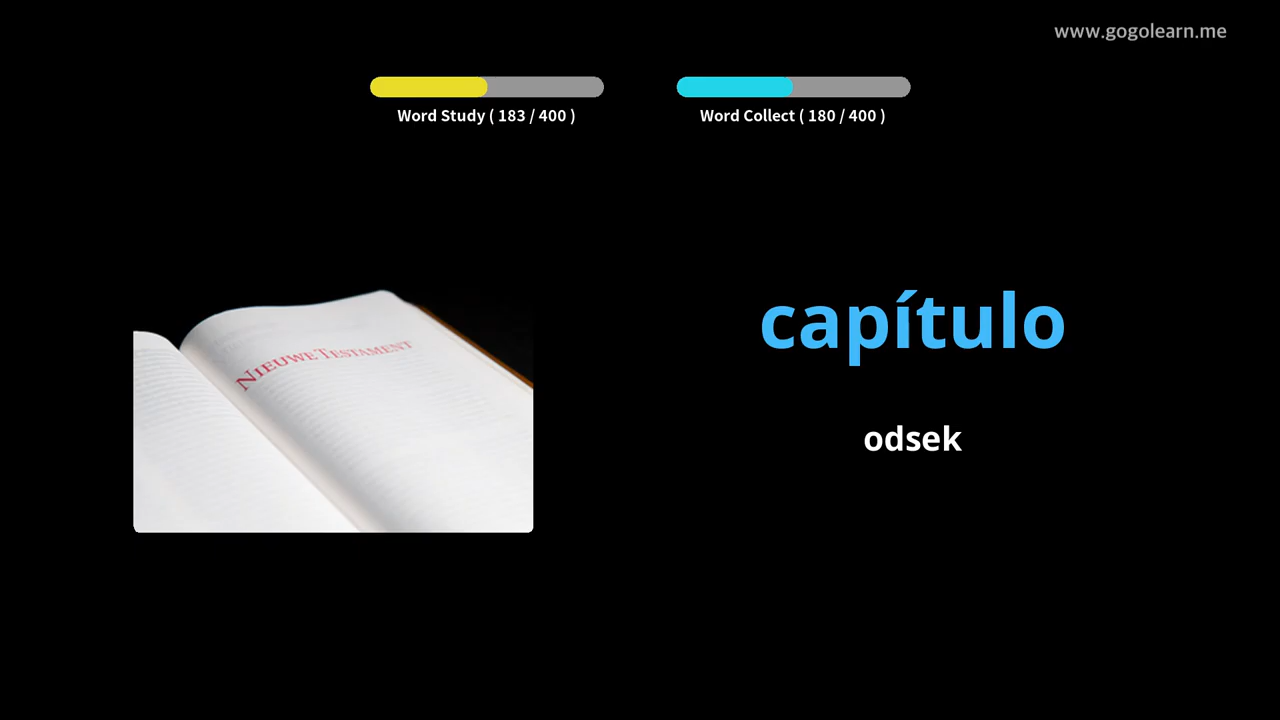 www.gogolearn.me
Word Study ( 183 / 400 )
Word Collect ( 180 / 400 )
NIEUWE TESTAMENT
capítulo
odsek